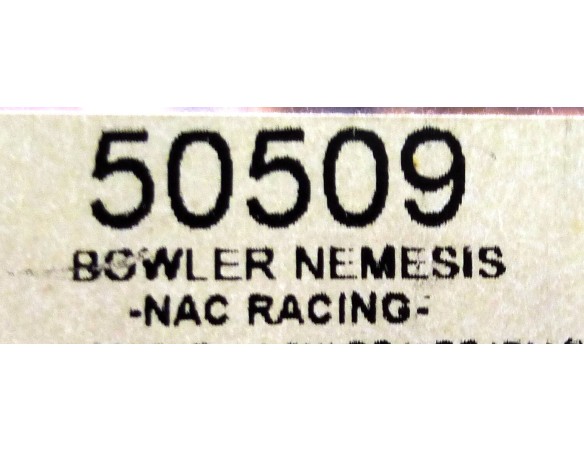 50509
BOWLER NEMESIS
-NAC RACING-